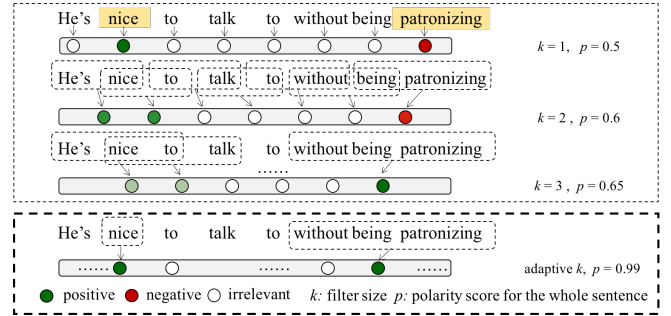 He's nice to talk to without being patronizing
k = 1, p = 0.5
He's nice to talk to without being patronizing
k = 2 , p = 0.6
He's nice to talk to without being patronizing
......
k = 3 , p = 0.65
He's nice to talk to without being patronizing
...... ...... ......
adaptive k, p = 0.99
positive negative irrelevant k: filter size p: polarity score for the whole sentence